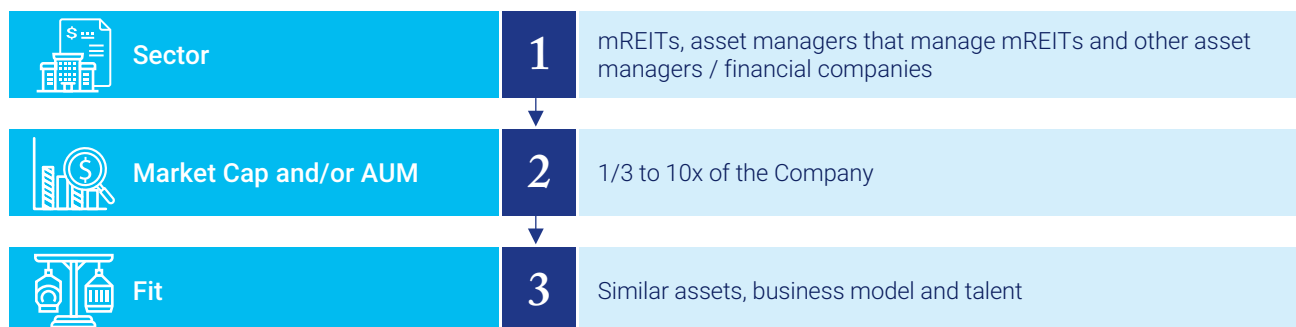 $
Sector
1
mREITs, asset managers that manage mREITs and other asset
managers / financial companies
$
Market Cap and/or AUM
2
1/3 to 10x of the Company
Fit
3
Similar assets, business model and talent